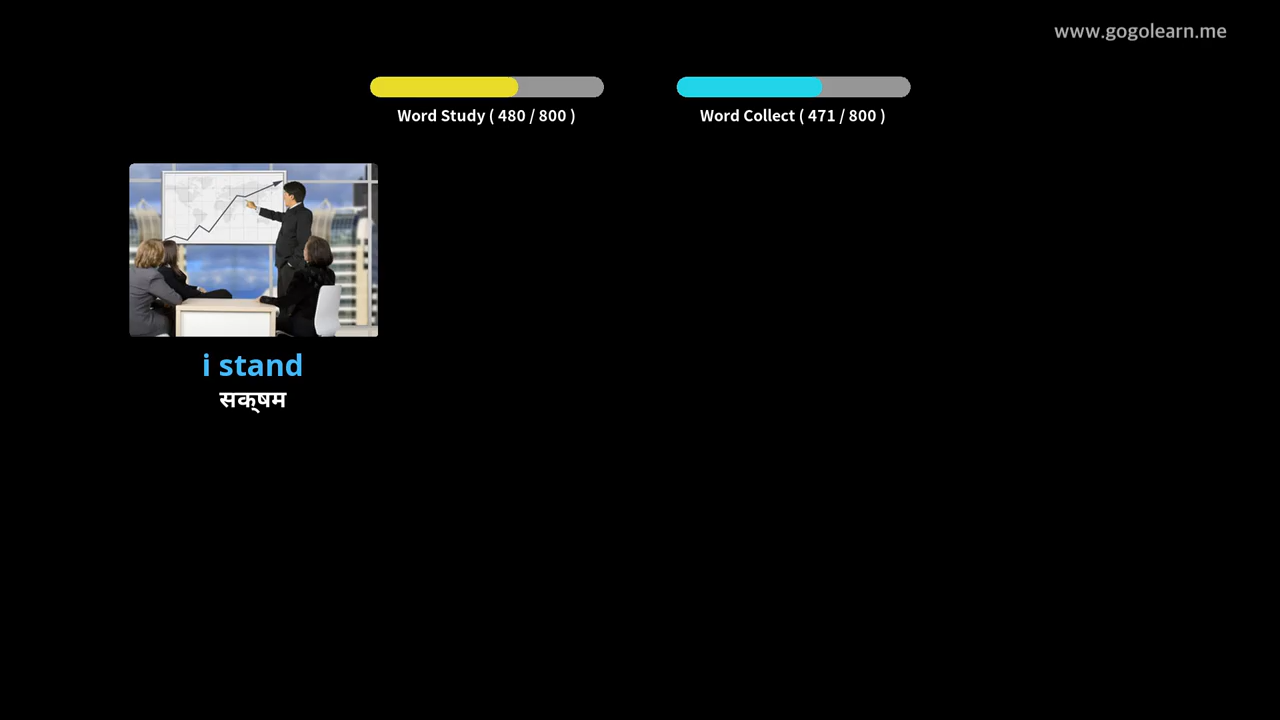 www.gogolearn.me
Word Study ( 480 / 800 )
Word Collect ( 471 / 800 )
i stand
सक्षम